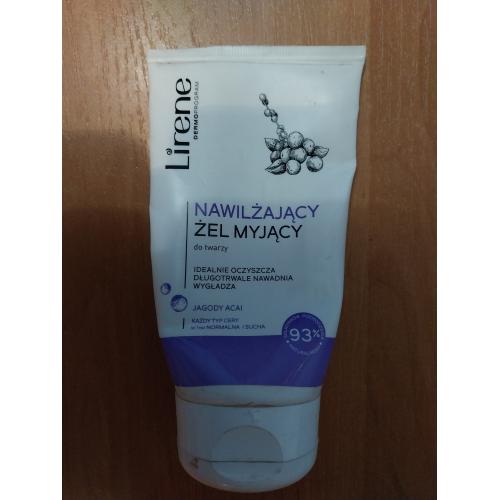 Lirene
DERMOPROGRAM
NAWILŻAJĄCY
ŻEL MYJĄCY
do twarzy
IDEALNIE OCZYSZCZA
DŁUGOTRWALE NAWADNIA
WYGŁADZA
JAGODY ACAI
KAŻDY TYP CERY
w tym NORMALNA I SUCHA
93%